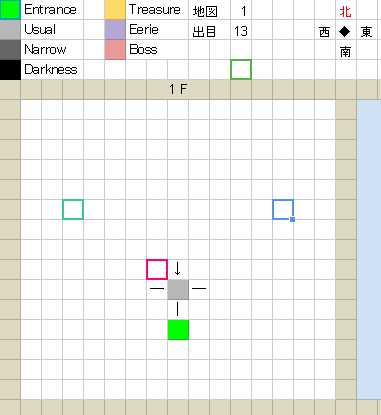 Entrance Treasure 地図 1 北
Usual Eerie 出目 13 西 ◆ 東
Narrow Boss 南
Darkness
1 F
↓
— —
|